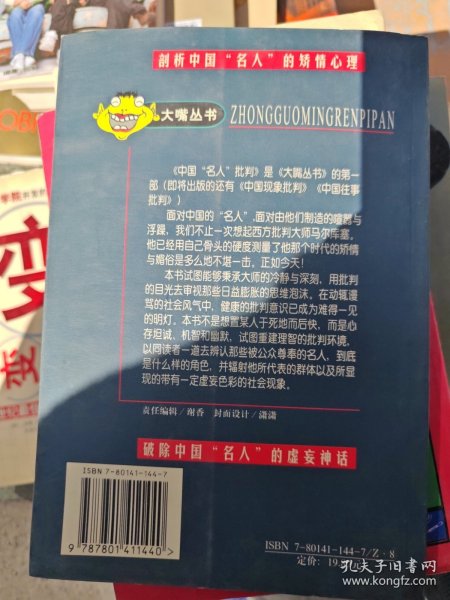 剖析中国“名人”的矫情心理
大嘴丛书
ZHONGGUOMINGRENPIPAN
《中国“名人”批判》是《大嘴丛书》的第一
部（即将出版的还有《中国现象批判》《中国往事
批判》）
面对中国的“名人”，面对由他们制造的喧嚣与
浮躁，我们不止一次想起西方批判大师马尔库塞。
他已经用自己骨头的硬度测量了他那个时代的矫情
与媚俗是多么地不堪一击。正如今天！
本书试图能够秉承大师的冷静与深刻，用批判
的目光去审视那些日益膨胀的思维泡沫。在动辄谩
骂的社会风气中，健康的批判意识已成为难得一见
的明灯。本书不是想置某人于死地而后快，而是心
存坦诚、机智和幽默，试图重建理智的批判环境，
以同读者一道去辨认那些被公众尊奉的名人，到底
是什么样的角色，并辐射他所代表的群体以及所显
现的带有一定虚妄色彩的社会现象。
责任编辑／谢香 封面设计／潇潇
破除中国“名人”的虚妄神话
ISBN 7-80141-144-7
9 787801 411440 >
ISBN 7-80141-144-7/Z·8
定价：19
变
变
孔夫子旧书网
kongfz.com